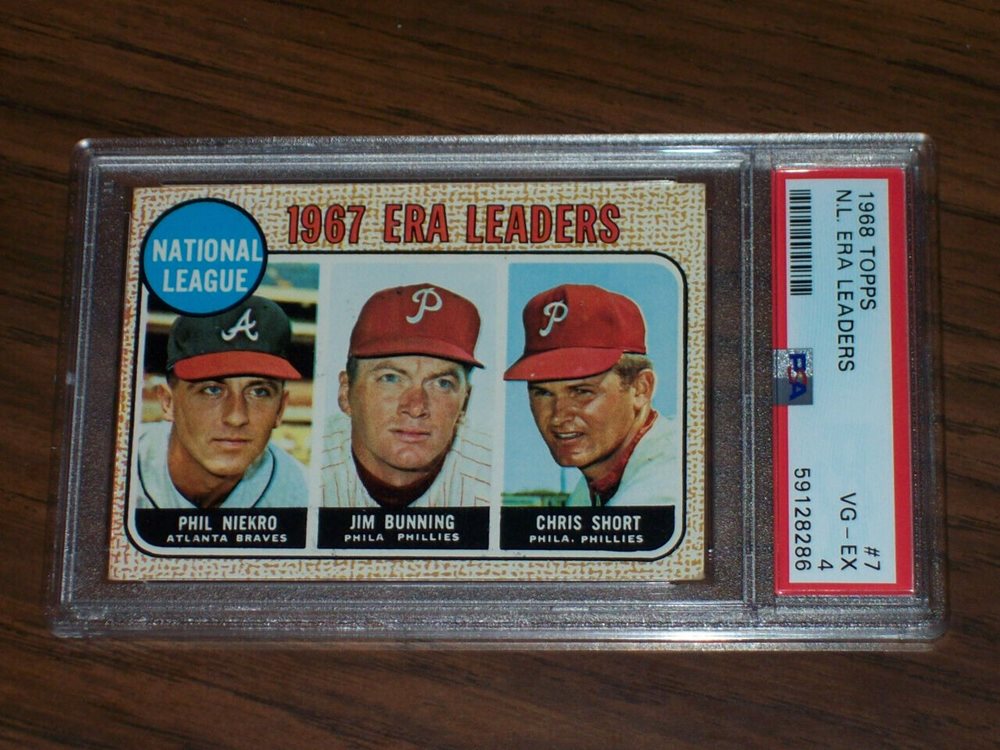 1967 ERA LEADERS
NATIONAL
LEAGUE
A
P
P
PHIL NIEKRO
ATLANTA BRAVES
JIM BUNNING
PHILA PHILLIES
CHRIS SHORT
PHILA. PHILLIES
1968 TOPPS #7
N.L. ERA LEADERS VG-EX
4
PSA
59128286